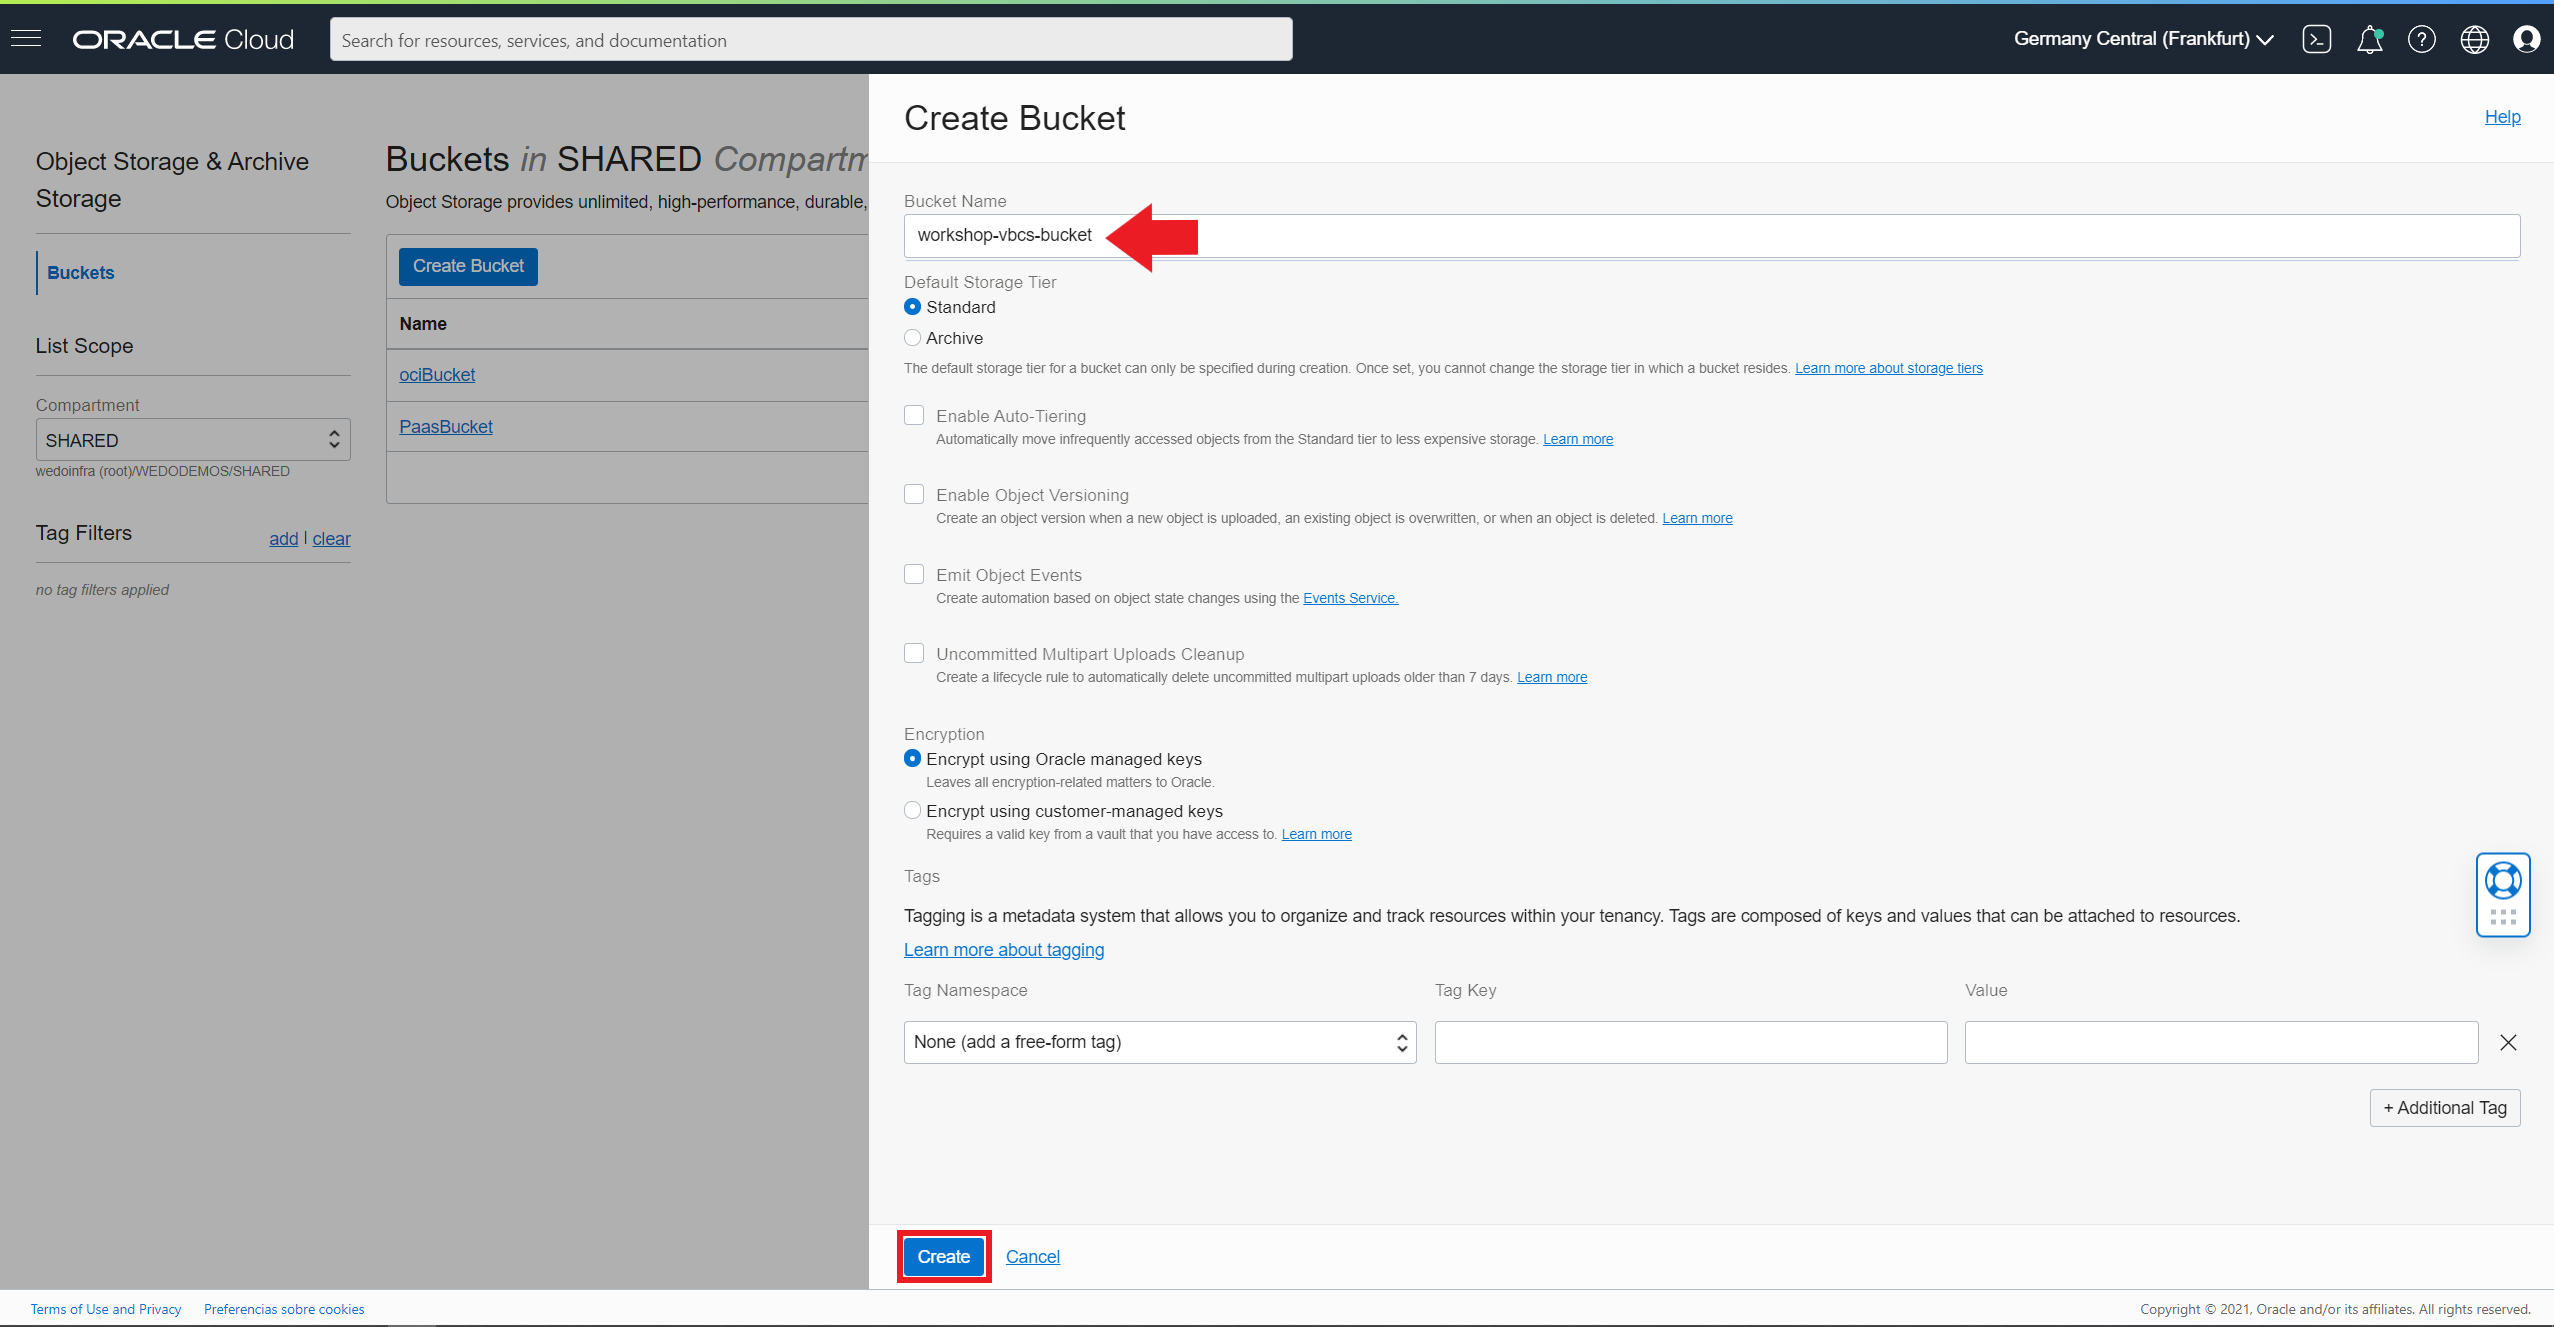 ORACLE Cloud
Search for resources, services, and documentation
Germany Central (Frankfurt)
Object Storage & Archive
Storage
Buckets
List Scope
Compartment
SHARED
wedoinfra (root)/WEDODEMOS/SHARED
Tag Filters
add | clear
no tag filters applied
Buckets in SHARED Compartm
Object Storage provides unlimited, high-performance, durable,
Create Bucket
Name
ociBucket
PaasBucket
Create Bucket
Help
Bucket Name
workshop-vbcs-bucket
Default Storage Tier
Standard
Archive
The default storage tier for a bucket can only be specified during creation. Once set, you cannot change the storage tier in which a bucket resides. Learn more about storage tiers
Enable Auto-Tiering
Automatically move infrequently accessed objects from the Standard tier to less expensive storage. Learn more
Enable Object Versioning
Create an object version when a new object is uploaded, an existing object is overwritten, or when an object is deleted. Learn more
Emit Object Events
Create automation based on object state changes using the Events Service.
Uncommitted Multipart Uploads Cleanup
Create a lifecycle rule to automatically delete uncommitted multipart uploads older than 7 days. Learn more
Encryption
Encrypt using Oracle managed keys
Leaves all encryption-related matters to Oracle.
Encrypt using customer-managed keys
Requires a valid key from a vault that you have access to. Learn more
Tags
Tagging is a metadata system that allows you to organize and track resources within your tenancy. Tags are composed of keys and values that can be attached to resources.
Learn more about tagging
Tag Namespace Tag Key Value
None (add a free-form tag)
+ Additional Tag
Create Cancel
Terms of Use and Privacy Preferencias sobre cookies
Copyright © 2021, Oracle and/or its affiliates. All rights reserved.